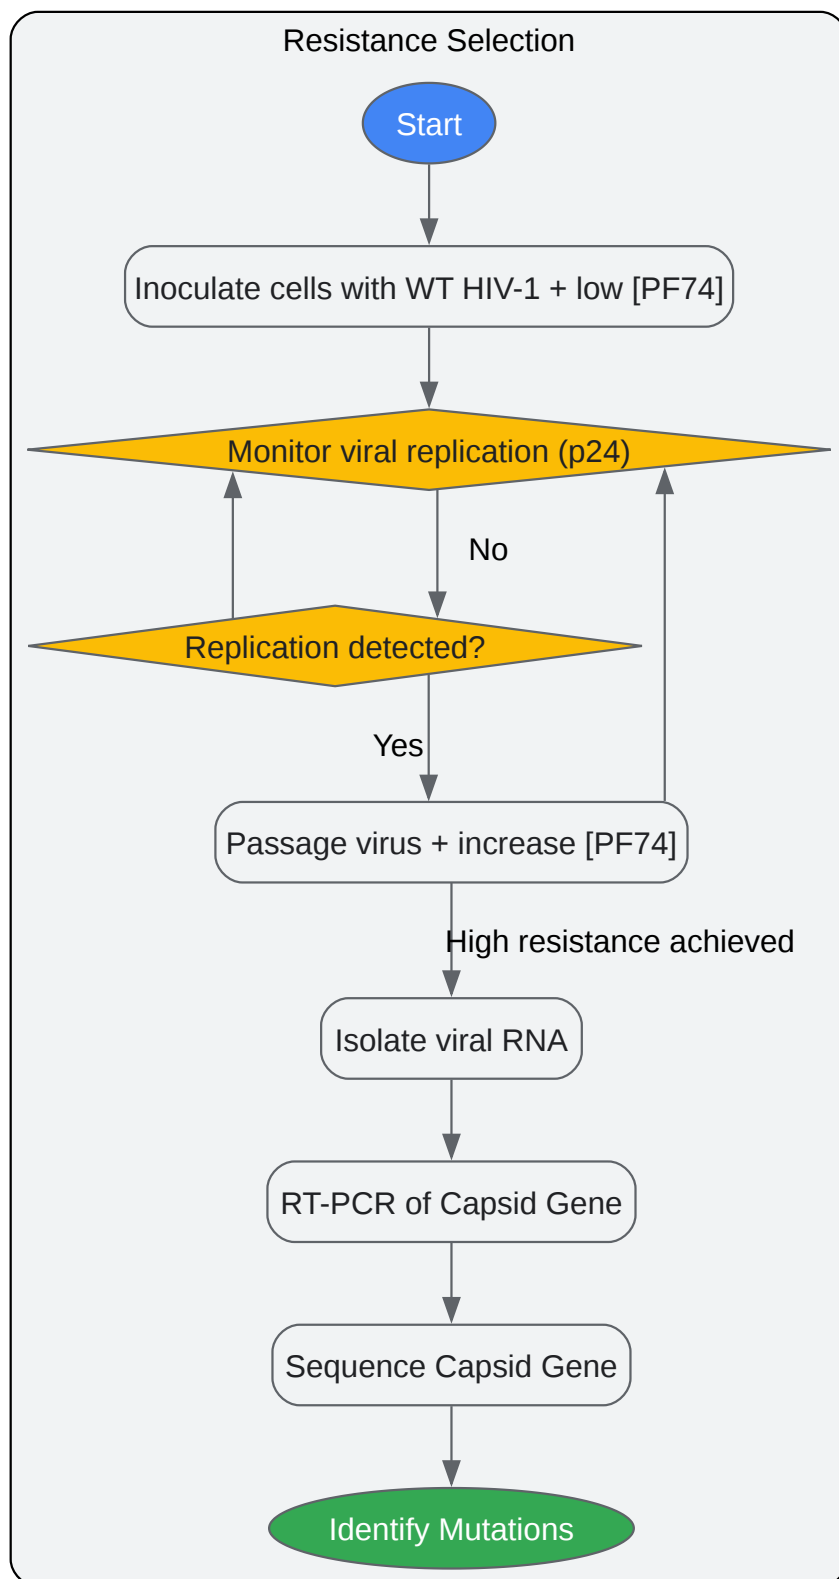 Resistance Selection
Start
Inoculate cells with WT HIV-1 + low [PF74]
Monitor viral replication (p24)
No
Replication detected?
Yes
Passage virus + increase [PF74]
High resistance achieved
Isolate viral RNA
RT-PCR of Capsid Gene
Sequence Capsid Gene
Identify Mutations